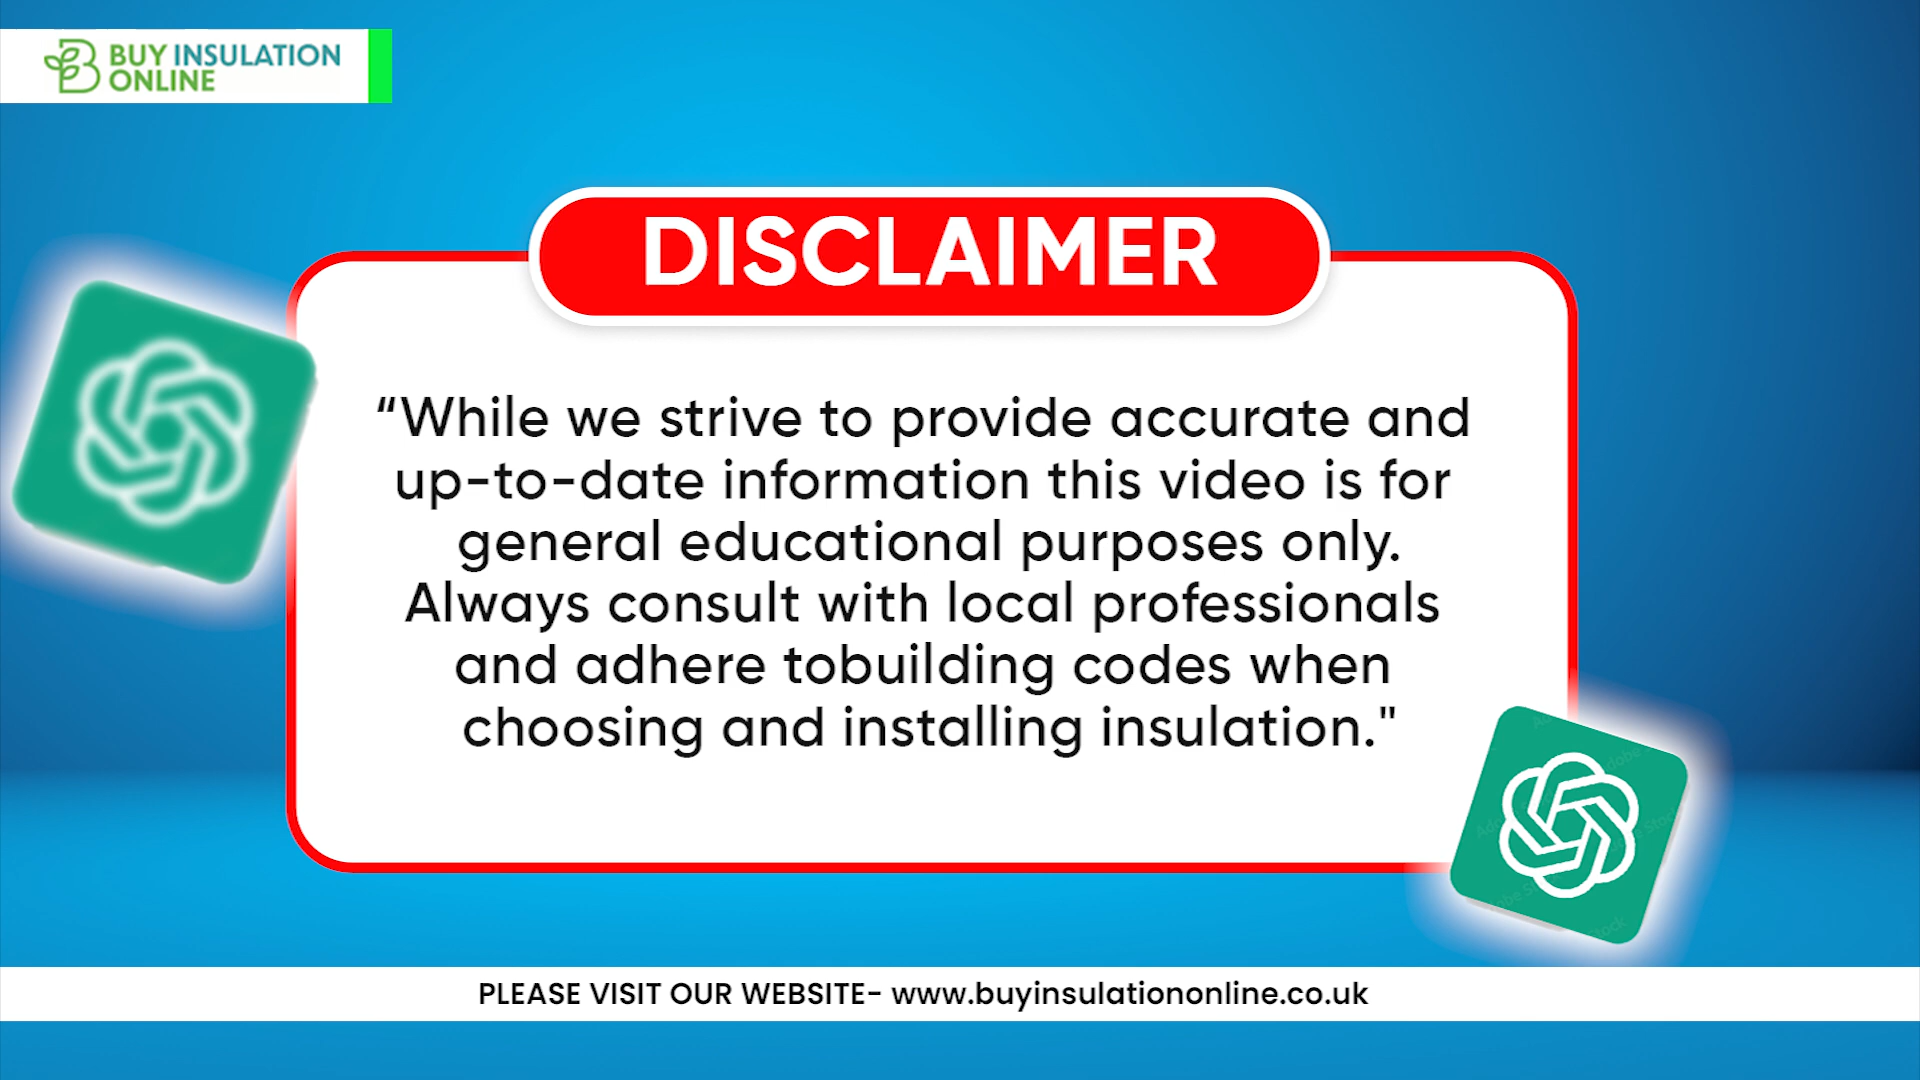 BUY INSULATION
ONLINE
DISCLAIMER
“While we strive to provide accurate and
up-to-date information this video is for
general educational purposes only.
Always consult with local professionals
and adhere tobuilding codes when
choosing and installing insulation."
PLEASE VISIT OUR WEBSITE- www.buyinsulationonline.co.uk